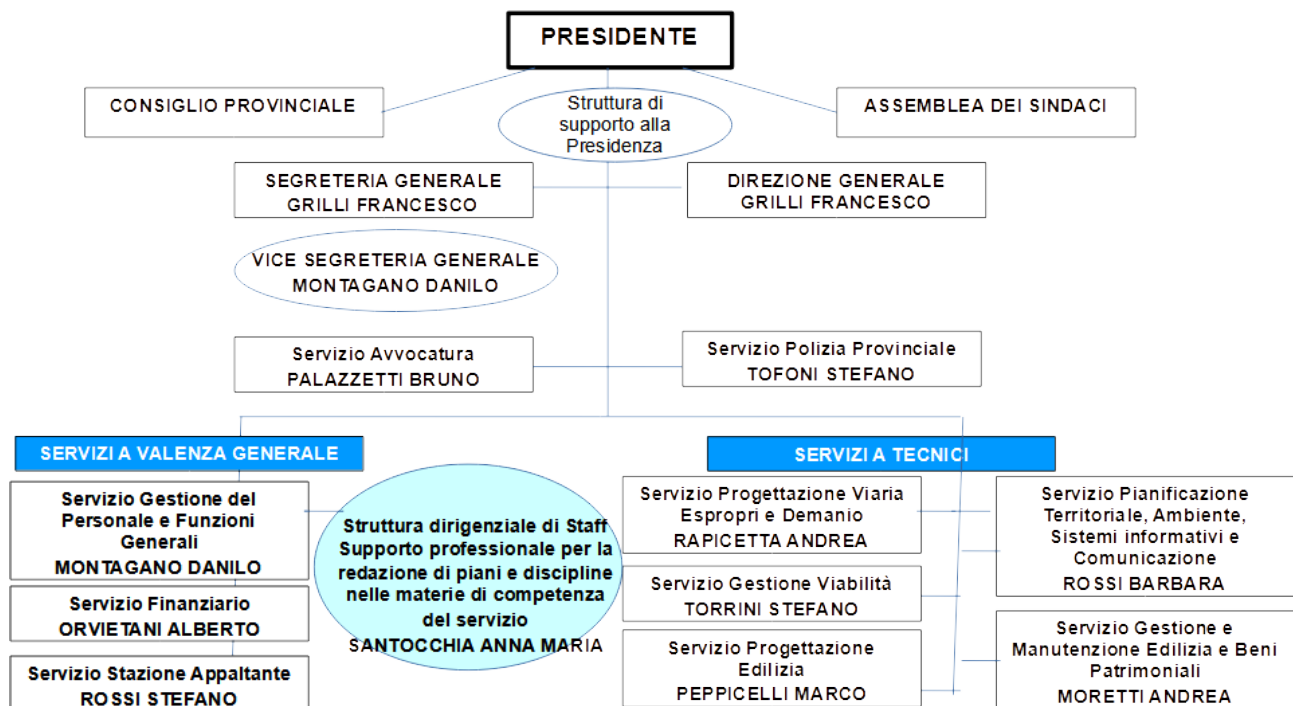 PRESIDENTE
CONSIGLIO PROVINCIALE
Struttura di
supporto alla
Presidenza
ASSEMBLEA DEI SINDACI
SEGRETERIA GENERALE
GRILLI FRANCESCO
DIREZIONE GENERALE
GRILLI FRANCESCO
VICE SEGRETERIA GENERALE
MONTAGANO DANILO
Servizio Avvocatura
PALAZZETTI BRUNO
Servizio Polizia Provinciale
TOFONI STEFANO
SERVIZI A VALENZA GENERALE
SERVIZI A TECNICI
Servizio Gestione del
Personale e Funzioni
Generali
MONTAGANO DANILO
Servizio Finanziario
ORVIETANI ALBERTO
Servizio Stazione Appaltante
ROSSI STEFANO
Struttura dirigenziale di Staff
Supporto professionale per la
redazione di piani e discipline
nelle materie di competenza
del servizio
SANTOCCHIA ANNA MARIA
Servizio Progettazione Viaria
Espropri e Demanio
RAPICETTA ANDREA
Servizio Gestione Viabilità
TORRINI STEFANO
Servizio Progettazione
Edilizia
PEPPICELLI MARCO
Servizio Pianificazione
Territoriale, Ambiente,
Sistemi informativi e
Comunicazione
ROSSI BARBARA
Servizio Gestione e
Manutenzione Edilizia e Beni
Patrimoniali
MORETTI ANDREA